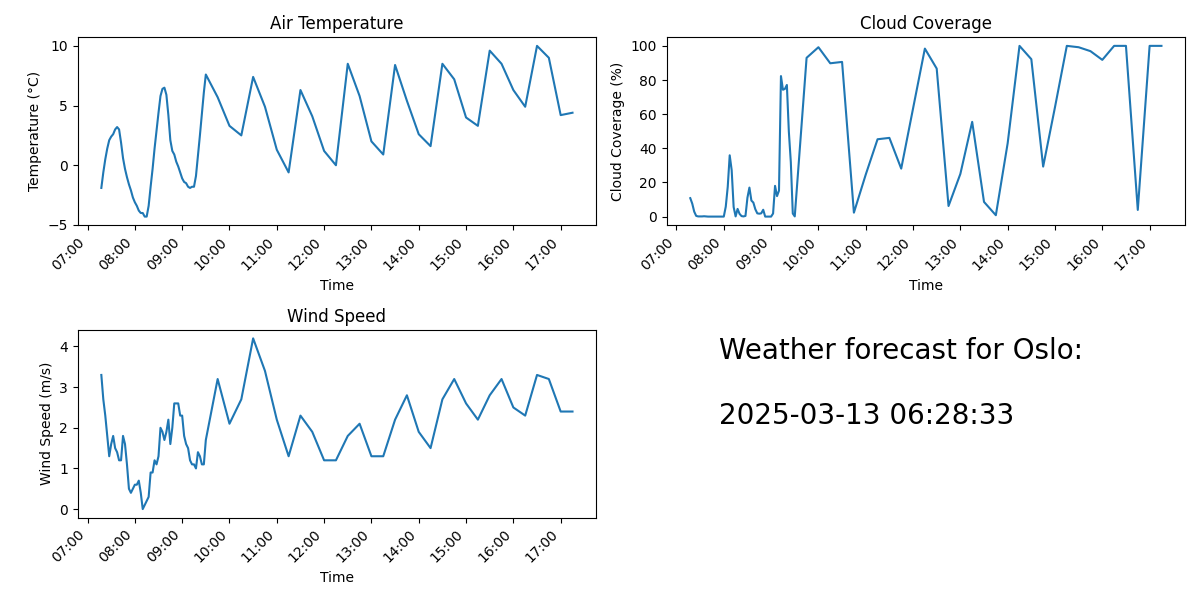 Air Temperature
Temperature (°C)
10
5
0
−5
07:00 08:00 09:00 10:00 11:00 12:00 13:00 14:00 15:00 16:00 17:00
Time
Cloud Coverage
Cloud Coverage (%)
100
80
60
40
20
0
07:00 08:00 09:00 10:00 11:00 12:00 13:00 14:00 15:00 16:00 17:00
Time
Wind Speed
Wind Speed (m/s)
4
3
2
1
0
07:00 08:00 09:00 10:00 11:00 12:00 13:00 14:00 15:00 16:00 17:00
Time
Weather forecast for Oslo:
2025-03-13 06:28:33